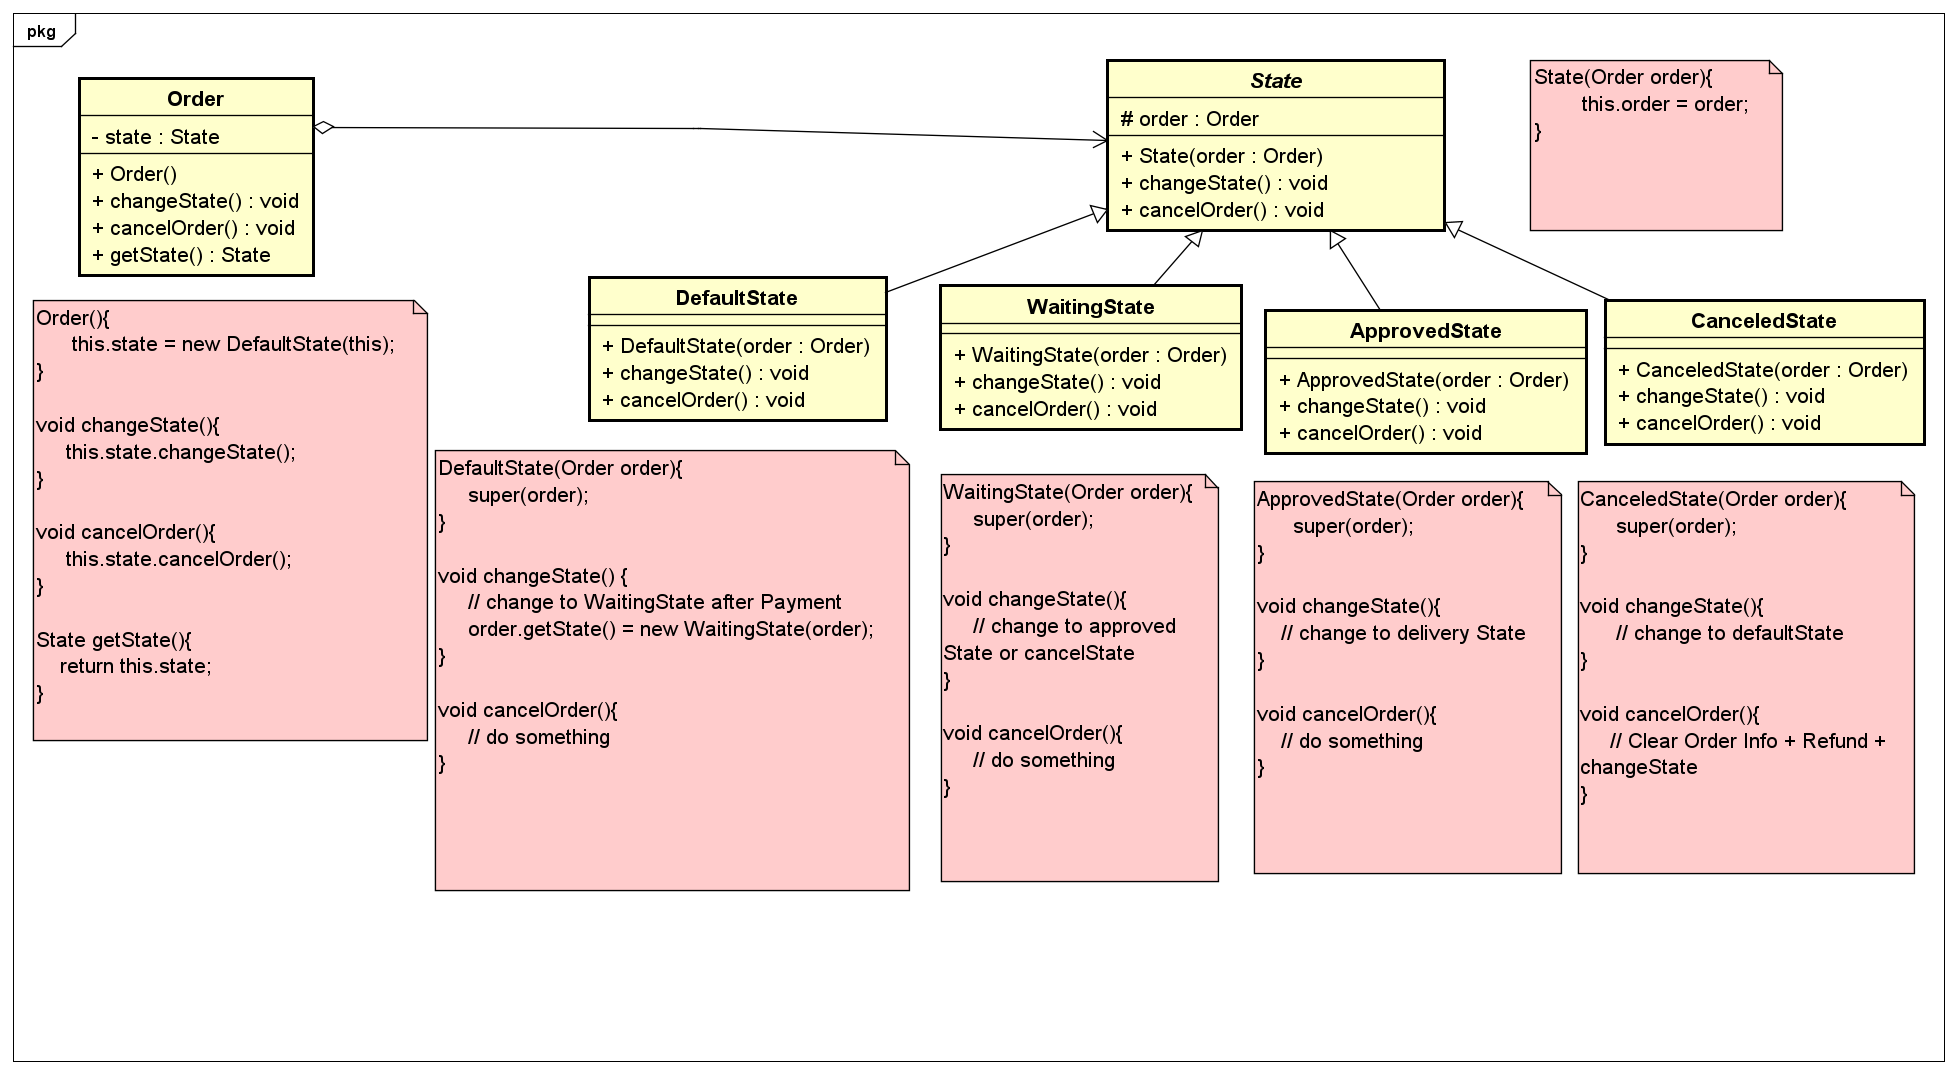 pkg
Order
- state : State
+ Order()
+ changeState() : void
+ cancelOrder() : void
+ getState() : State
State
# order : Order
+ State(order : Order)
+ changeState() : void
+ cancelOrder() : void
State(Order order){
this.order = order;
}
DefaultState
+ DefaultState(order : Order)
+ changeState() : void
+ cancelOrder() : void
WaitingState
+ WaitingState(order : Order)
+ changeState() : void
+ cancelOrder() : void
ApprovedState
+ ApprovedState(order : Order)
+ changeState() : void
+ cancelOrder() : void
CanceledState
+ CanceledState(order : Order)
+ changeState() : void
+ cancelOrder() : void
Order(){
this.state = new DefaultState(this);
}
void changeState(){
this.state.changeState();
}
void cancelOrder(){
this.state.cancelOrder();
}
State getState(){
return this.state;
}
DefaultState(Order order){
super(order);
}
void changeState() {
// change to WaitingState after Payment
order.getState() = new WaitingState(order);
}
void cancelOrder(){
// do something
}
WaitingState(Order order){
super(order);
}
void changeState(){
// change to approved
State or cancelState
}
void cancelOrder(){
// do something
}
ApprovedState(Order order){
super(order);
}
void changeState(){
// change to delivery State
}
void cancelOrder(){
// do something
}
CanceledState(Order order){
super(order);
}
void changeState(){
// change to defaultState
}
void cancelOrder(){
// Clear Order Info + Refund +
changeState
}